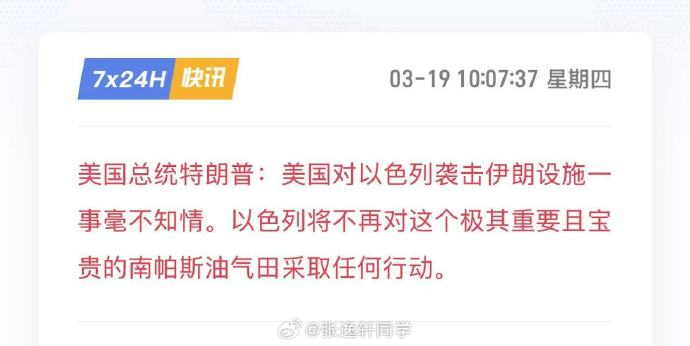 7x24H 快讯
03-19 10:07:37 星期四
美国总统特朗普：美国对以色列袭击伊朗设施一
事毫不知情。以色列将不再对这个极其重要且宝
贵的南帕斯油气田采取任何行动。
@张逸轩同学